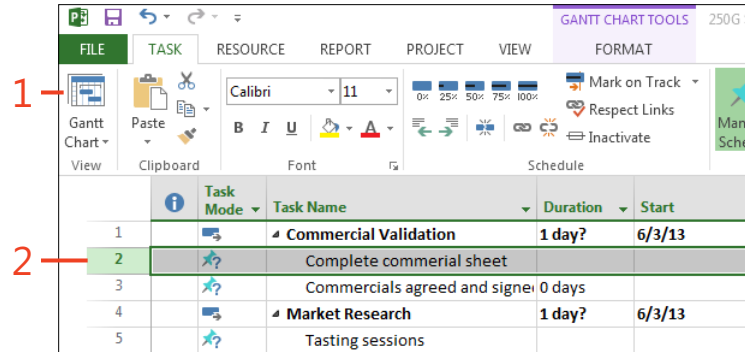 GANTT CHART TOOLS 250G
FILE TASK RESOURCE REPORT PROJECT VIEW FORMAT
1
Gantt Chart
View
Paste
Clipboard
Calibri 11
B I U A
Font
0% 25% 50% 75% 100%
Mark on Track
Respect Links
Inactivate
Schedule
Task Mode Task Name Duration Start
1 Commercial Validation 1 day? 6/3/13
2
2 Complete commerial sheet
3 Commercials agreed and signe 0 days
4 Market Research 1 day? 6/3/13
5 Tasting sessions